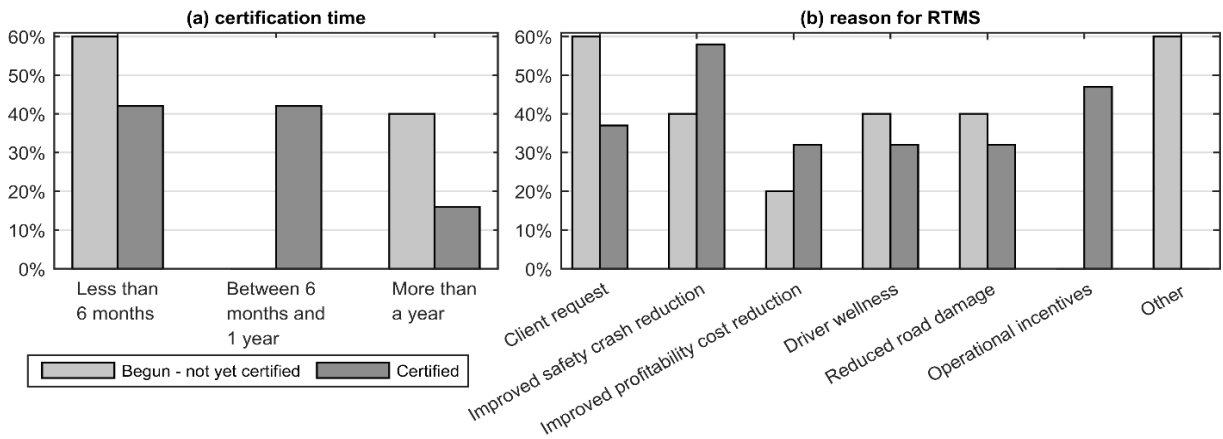 (a) certification time
60%
50%
40%
30%
20%
10%
0%
Less than
6 months
Between 6
months and
1 year
More than
a year
Begun - not yet certified
Certified
(b) reason for RTMS
60%
50%
40%
30%
20%
10%
0%
Client request
Improved safety crash reduction
Improved profitability cost reduction
Driver wellness
Reduced road damage
Operational incentives
Other